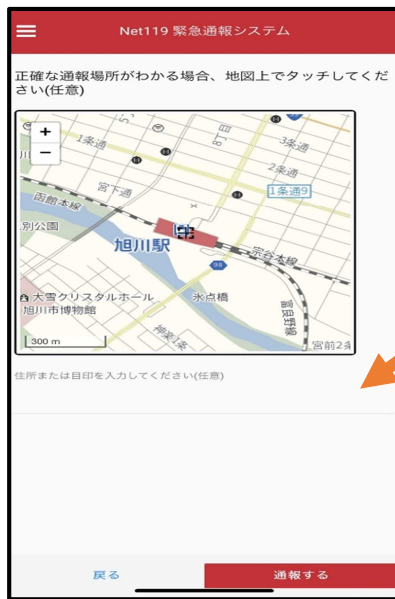 Net119 緊急通報システム
正確な通報場所がわかる場合、地図上でタッチしてくだ
さい(任意)
+
−
1条通
8丁目
3条通
2条通
宮下通
1条通9
函館本線
別公園
旭川駅
宗谷本線
98
大雪クリスタルホール
旭川市博物館
氷点橋
富良野線
神楽1条
300 m
宮前2条
住所または目印を入力してください(任意)
戻る
通報する